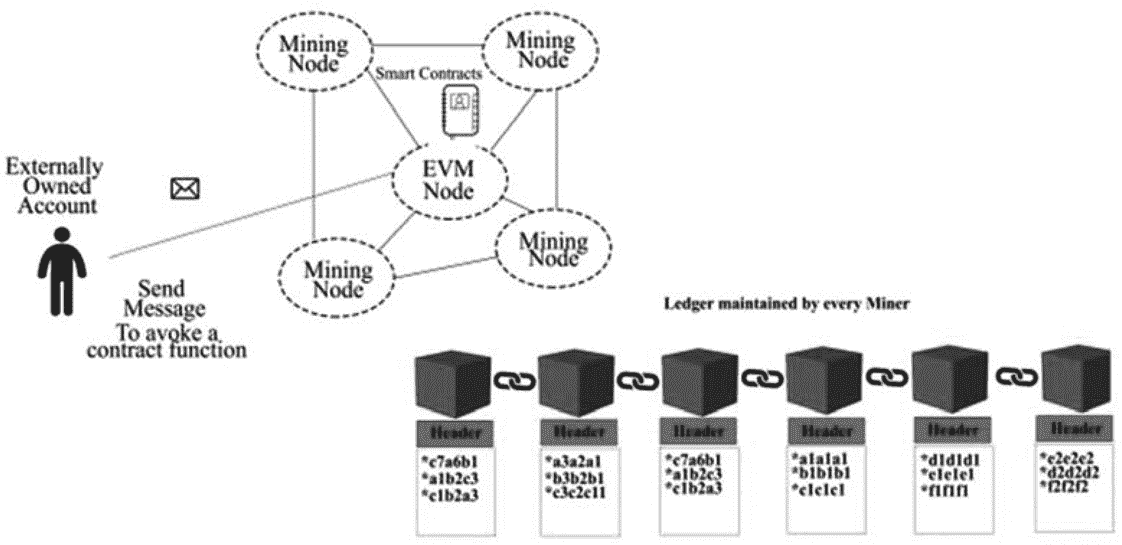 Mining
Node
Mining
Node
Smart Contracts
EVM
Node
Externally
Owned
Account
Mining
Node
Mining
Node
Send
Message
To avoke a
contract function
Ledger maintained by every Miner
Header
*c7a6b1
*a1b2c3
*c1b2a3
Header
*a3a2a1
*b3b2b1
*c3c2c11
Header
*c7a6b1
*a1b2c3
*c1b2a3
Header
*a1a1a1
*b1b1b1
*c1c1c1
Header
*d1d1d1
*e1e1e1
*f1f1f1
Header
*e2e2e2
*d2d2d2
*f2f2f2